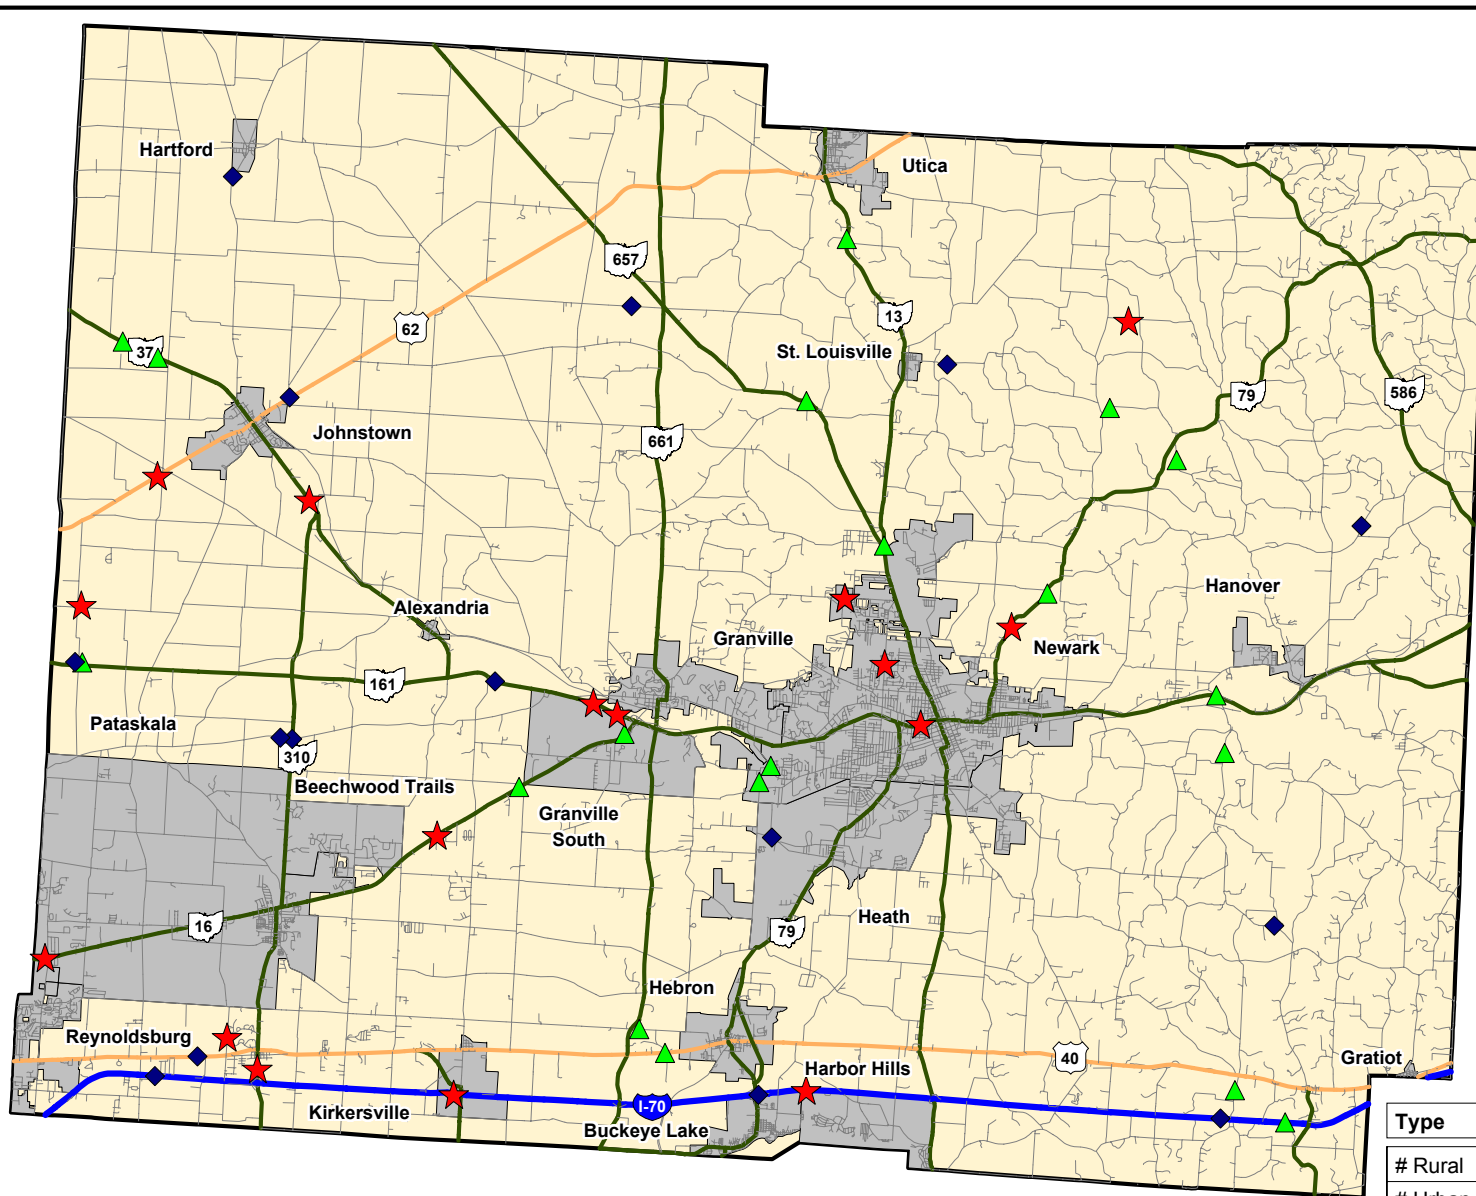 Hartford
Utica
657
62
13
St. Louisville
37
79
586
Johnstown
661
Hanover
Alexandria
Granville
Newark
161
Pataskala
310
Beechwood Trails
Granville
South
16
Heath
79
Hebron
Reynoldsburg
40
Gratiot
Harbor Hills
Kirkersville
I-70
Buckeye Lake
Type
# Rural